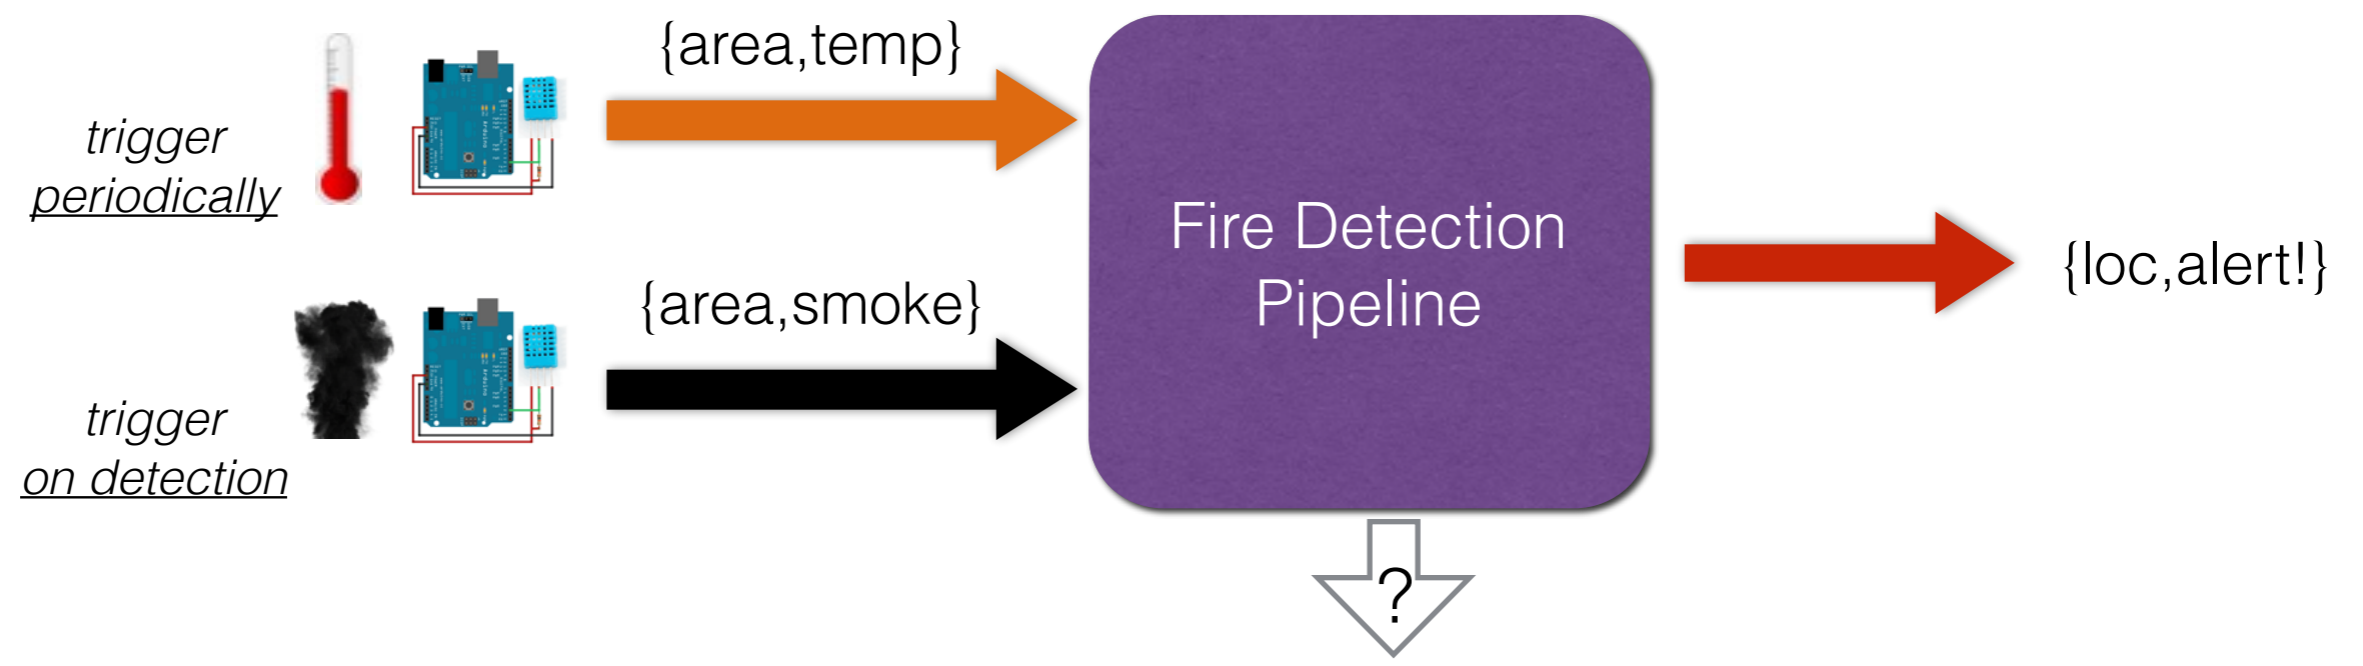 {area,temp}
trigger
periodically
{area,smoke}
trigger
on detection
Fire Detection
Pipeline
{loc,alert!}
?